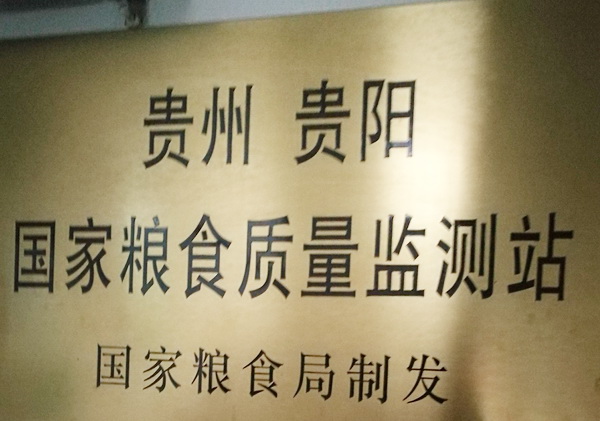 贵州 贵阳
国家粮食质量监测站
国家粮食局制发